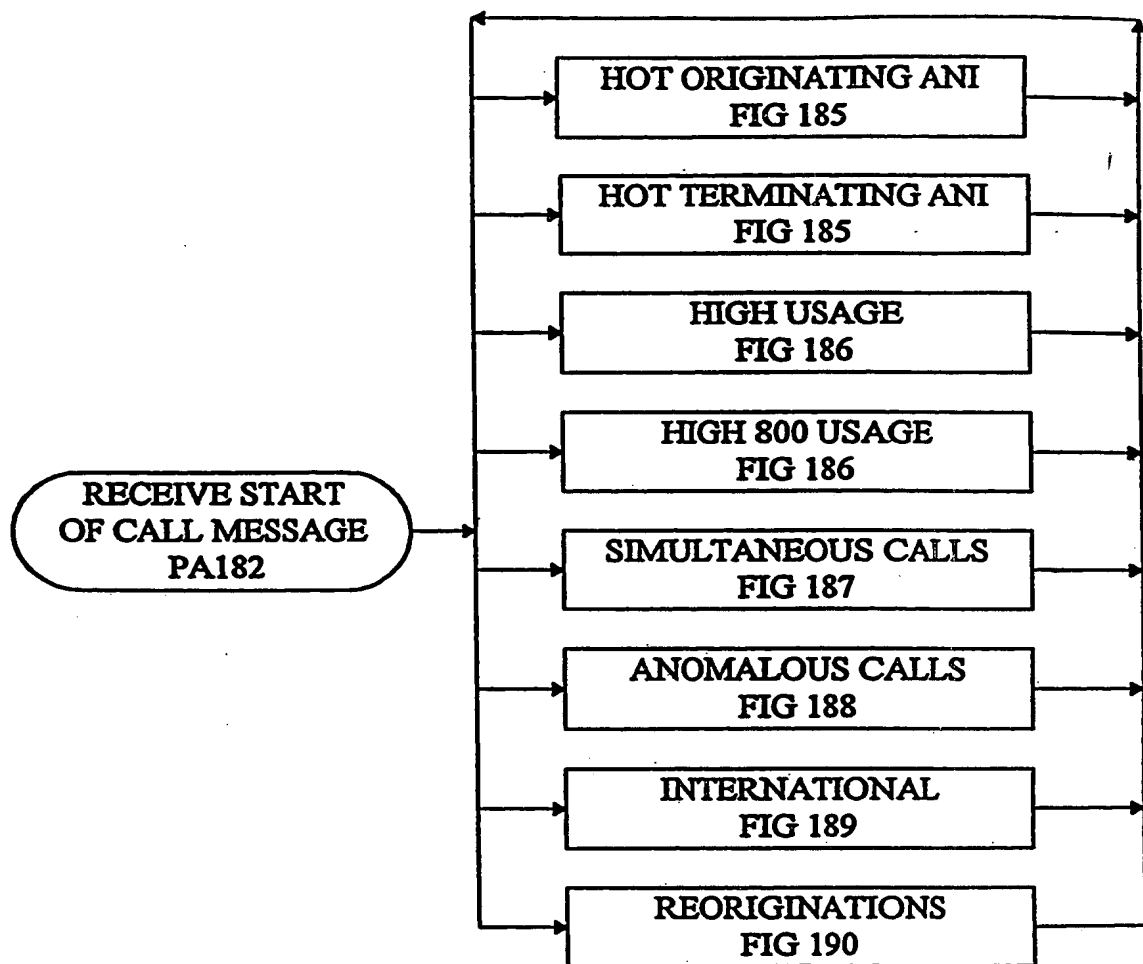 HOT ORIGINATING ANI
FIG 185
HOT TERMINATING ANI
FIG 185
HIGH USAGE
FIG 186
HIGH 800 USAGE
FIG 186
RECEIVE START
OF CALL MESSAGE
PA182
SIMULTANEOUS CALLS
FIG 187
ANOMALOUS CALLS
FIG 188
INTERNATIONAL
FIG 189
REORIGINATIONS
FIG 190